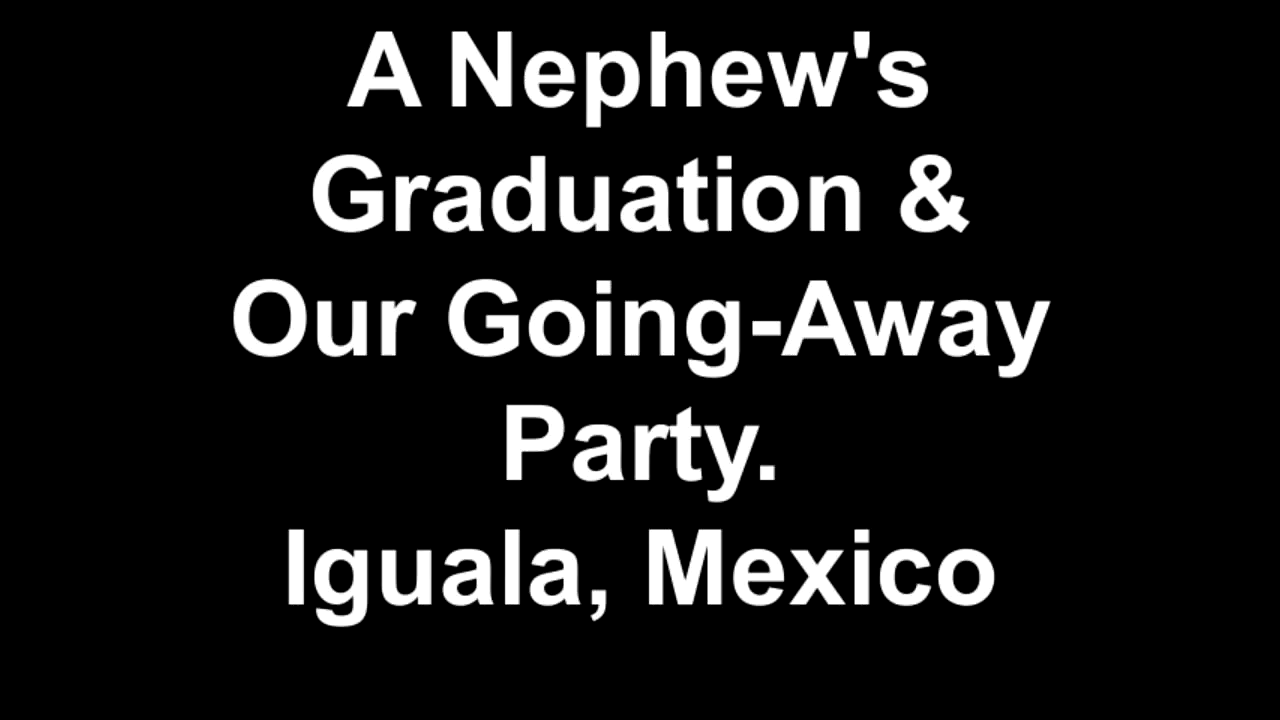 A Nephew's
Graduation &
Our Going-Away
Party.
Iguala, Mexico